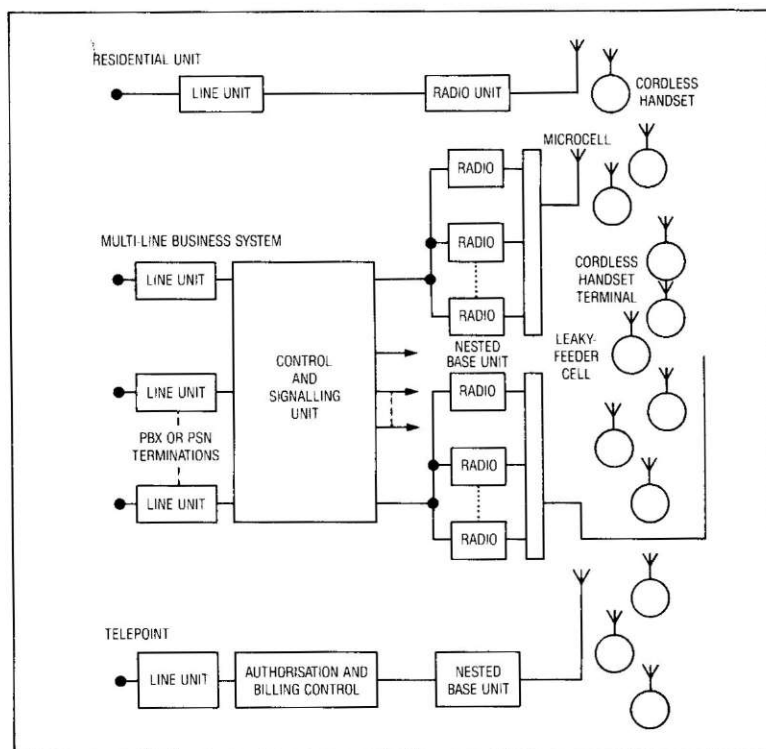 RESIDENTIAL UNIT
LINE UNIT
RADIO UNIT
CORDLESS
HANDSET
MICROCELL
RADIO
RADIO
RADIO
MULTI-LINE BUSINESS SYSTEM
LINE UNIT
LINE UNIT
PBX OR PSN
TERMINATIONS
LINE UNIT
CONTROL
AND
SIGNALLING
UNIT
CORDLESS
HANDSET
TERMINAL
NESTED
BASE UNIT
LEAKY-
FEEDER
CELL
RADIO
RADIO
RADIO
TELEPOINT
LINE UNIT
AUTHORISATION AND
BILLING CONTROL
NESTED
BASE UNIT